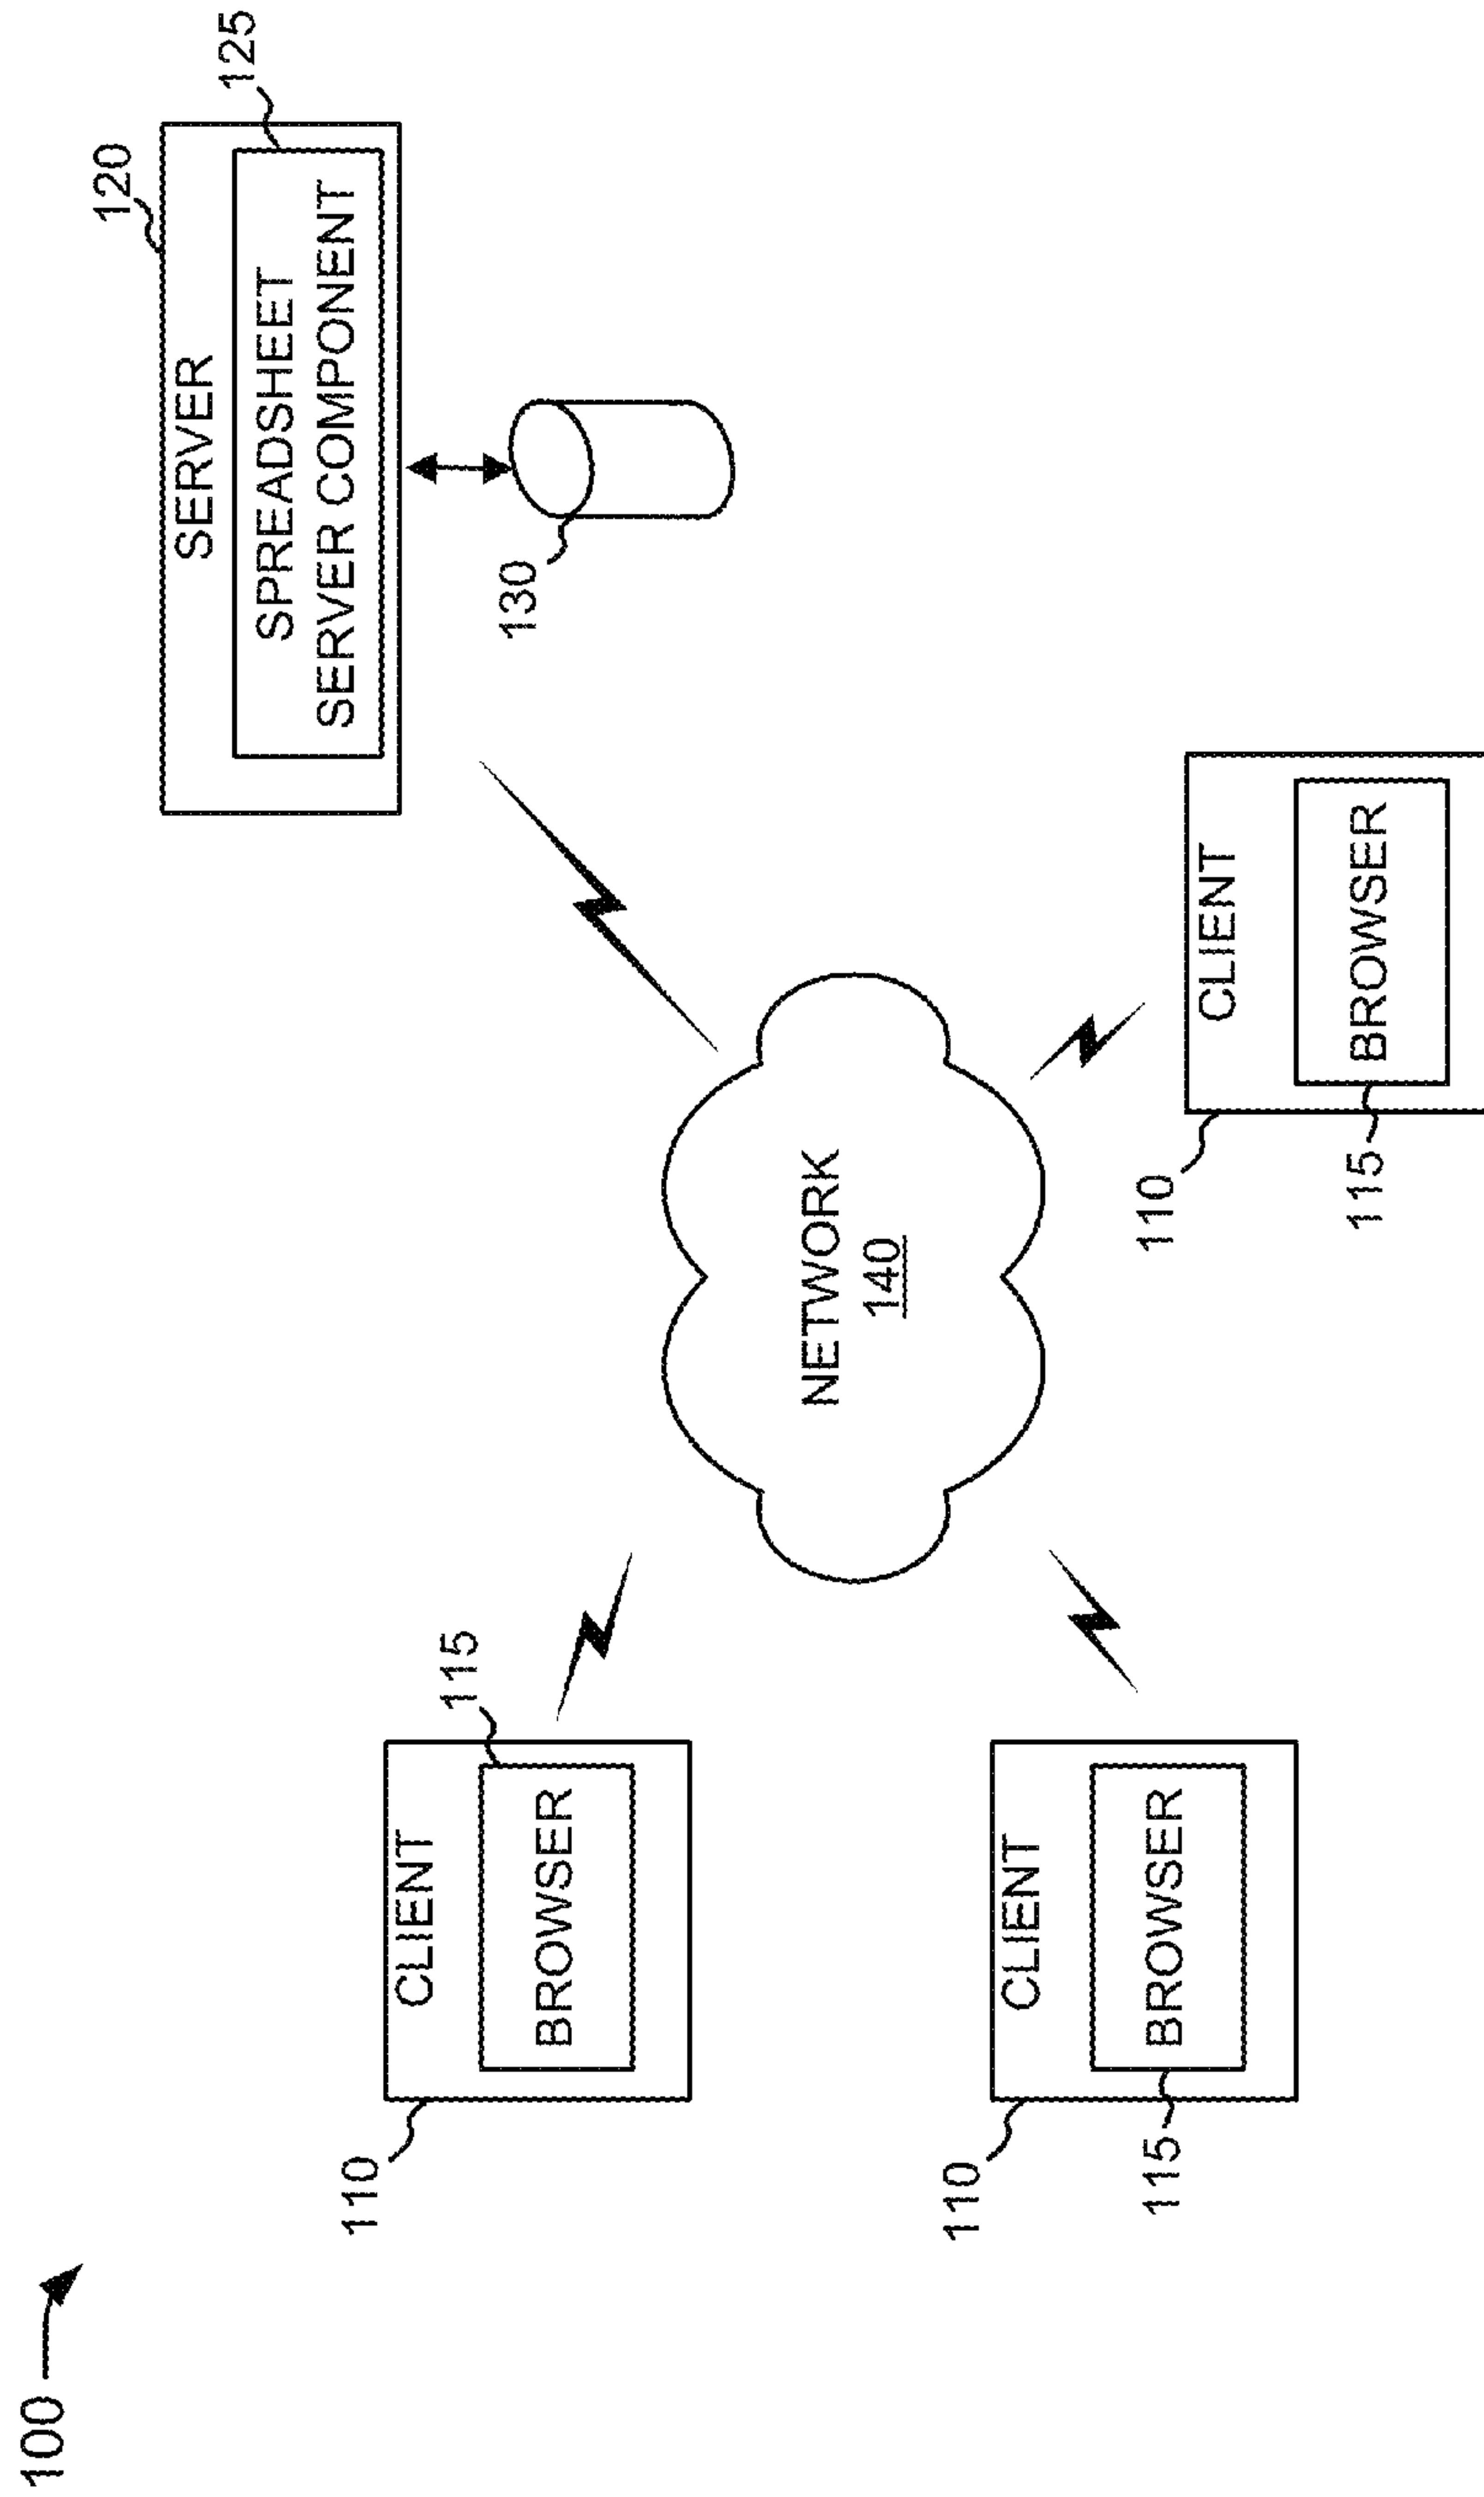 100
110
CLIENT
115
BROWSER
110
CLIENT
115
BROWSER
NETWORK
140
120
SERVER
125
SPREADSHEET
SERVER COMPONENT
130
110
CLIENT
115
BROWSER